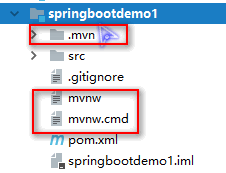 springbootdemo1
.mvn
src
.gitignore
mvnw
mvnw.cmd
pom.xml
springbootdemo1.iml